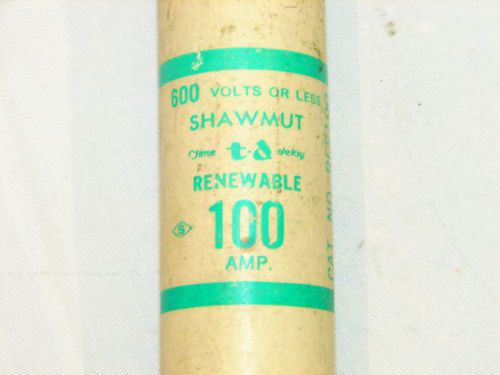 600 VOLTS OR LESS
SHAWMUT
time t-d delay
RENEWABLE
S
100
AMP.
CAT. NO.